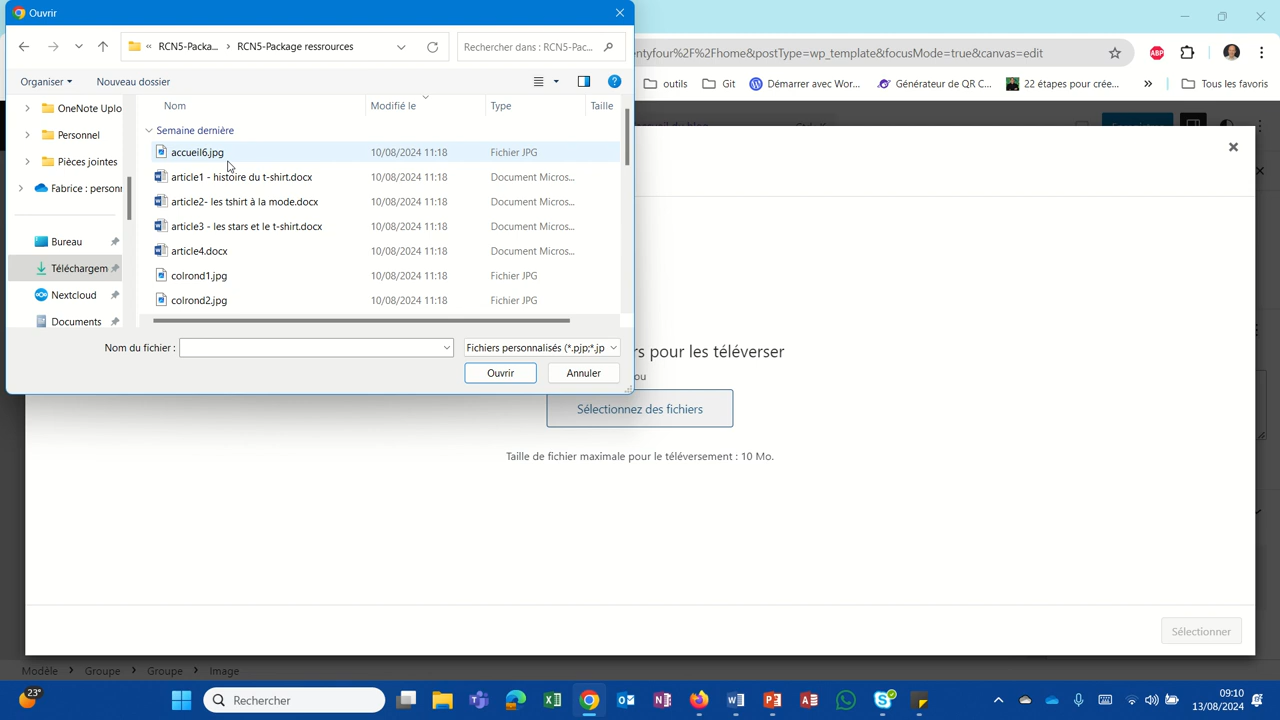 Ouvrir
« RCN5-Packa... > RCN5-Package ressrources
Rechercher dans : RCN5-Pac...
entyfour%2F%2Fhome&postType=wp_template&focusMode=true&canvas=edit
Organiser
Nouveau dossier
outils
Git
Démarrer avec Wor...
Générateur de QR C...
22 étapes pour crée...
»
Tous les favoris
OneNote Uplo
Personnel
Pièces jointes
Fabrice : personn
Bureau
Téléchargem
Nextcloud
Documents
Nom
Modifié le
Type
Taille
Semaine dernière
accueil6.jpg 10/08/2024 11:18 Fichier JPG
article1 - histoire du t-shirt.docx 10/08/2024 11:18 Document Micros...
article2- les tshirt à la mode.docx 10/08/2024 11:18 Document Micros...
article3 - les stars et le t-shirt.docx 10/08/2024 11:18 Document Micros...
article4.docx 10/08/2024 11:18 Document Micros...
colrond1.jpg 10/08/2024 11:18 Fichier JPG
colrond2.jpg 10/08/2024 11:18 Fichier JPG
Nom du fichier :
Fichiers personnalisés (*.pjp;*.jp
Ouvrir
Annuler
rs pour les téléverser
ou
Sélectionnez des fichiers
Taille de fichier maximale pour le téléversement : 10 Mo.
Sélectionner
Modèle > Groupe > Groupe > Image
23°
Rechercher
09:10
13/08/2024